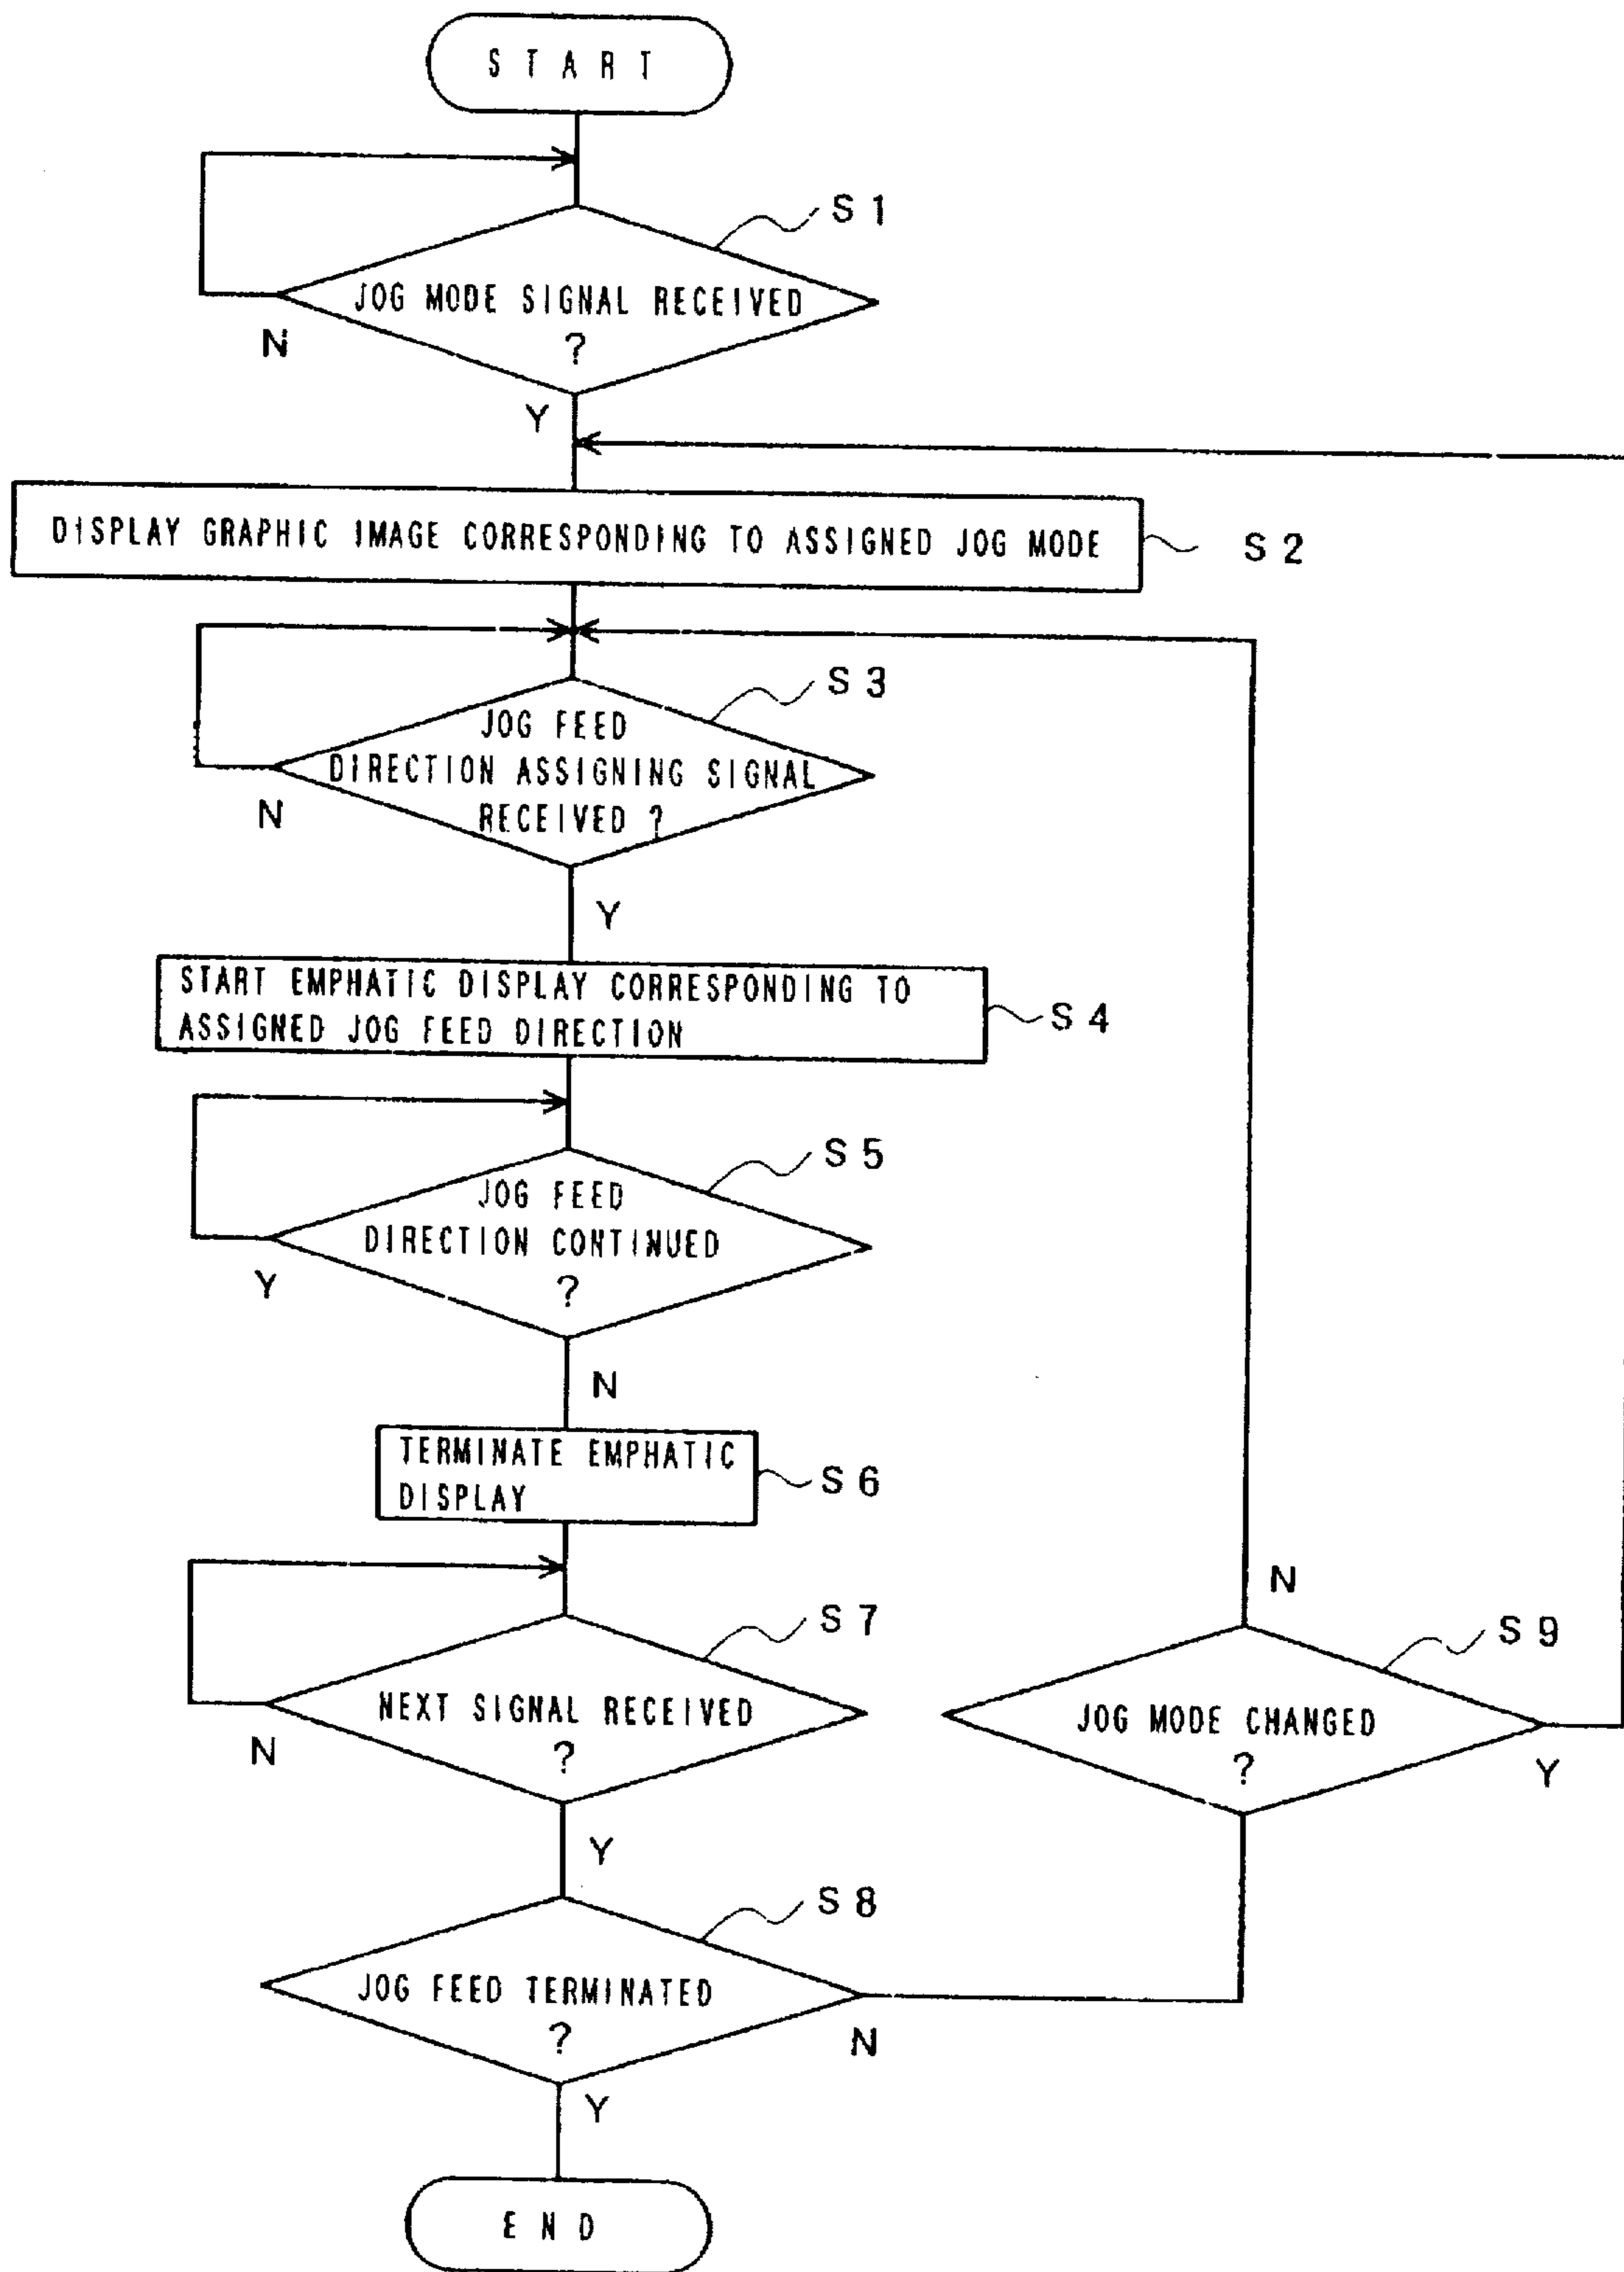 START
S1
JOG MODE SIGNAL RECEIVED
?
N
Y
DISPLAY GRAPHIC IMAGE CORRESPONDING TO ASSIGNED JOG MODE
S2
S3
JOG FEED
DIRECTION ASSIGNING SIGNAL
RECEIVED ?
N
Y
START EMPHATIC DISPLAY CORRESPONDING TO
ASSIGNED JOG FEED DIRECTION
S4
S5
JOG FEED
DIRECTION CONTINUED
?
Y
N
TERMINATE EMPHATIC
DISPLAY
S6
S7
NEXT SIGNAL RECEIVED
?
N
Y
N
S9
JOG MODE CHANGED
?
Y
S8
JOG FEED TERMINATED
?
N
Y
END